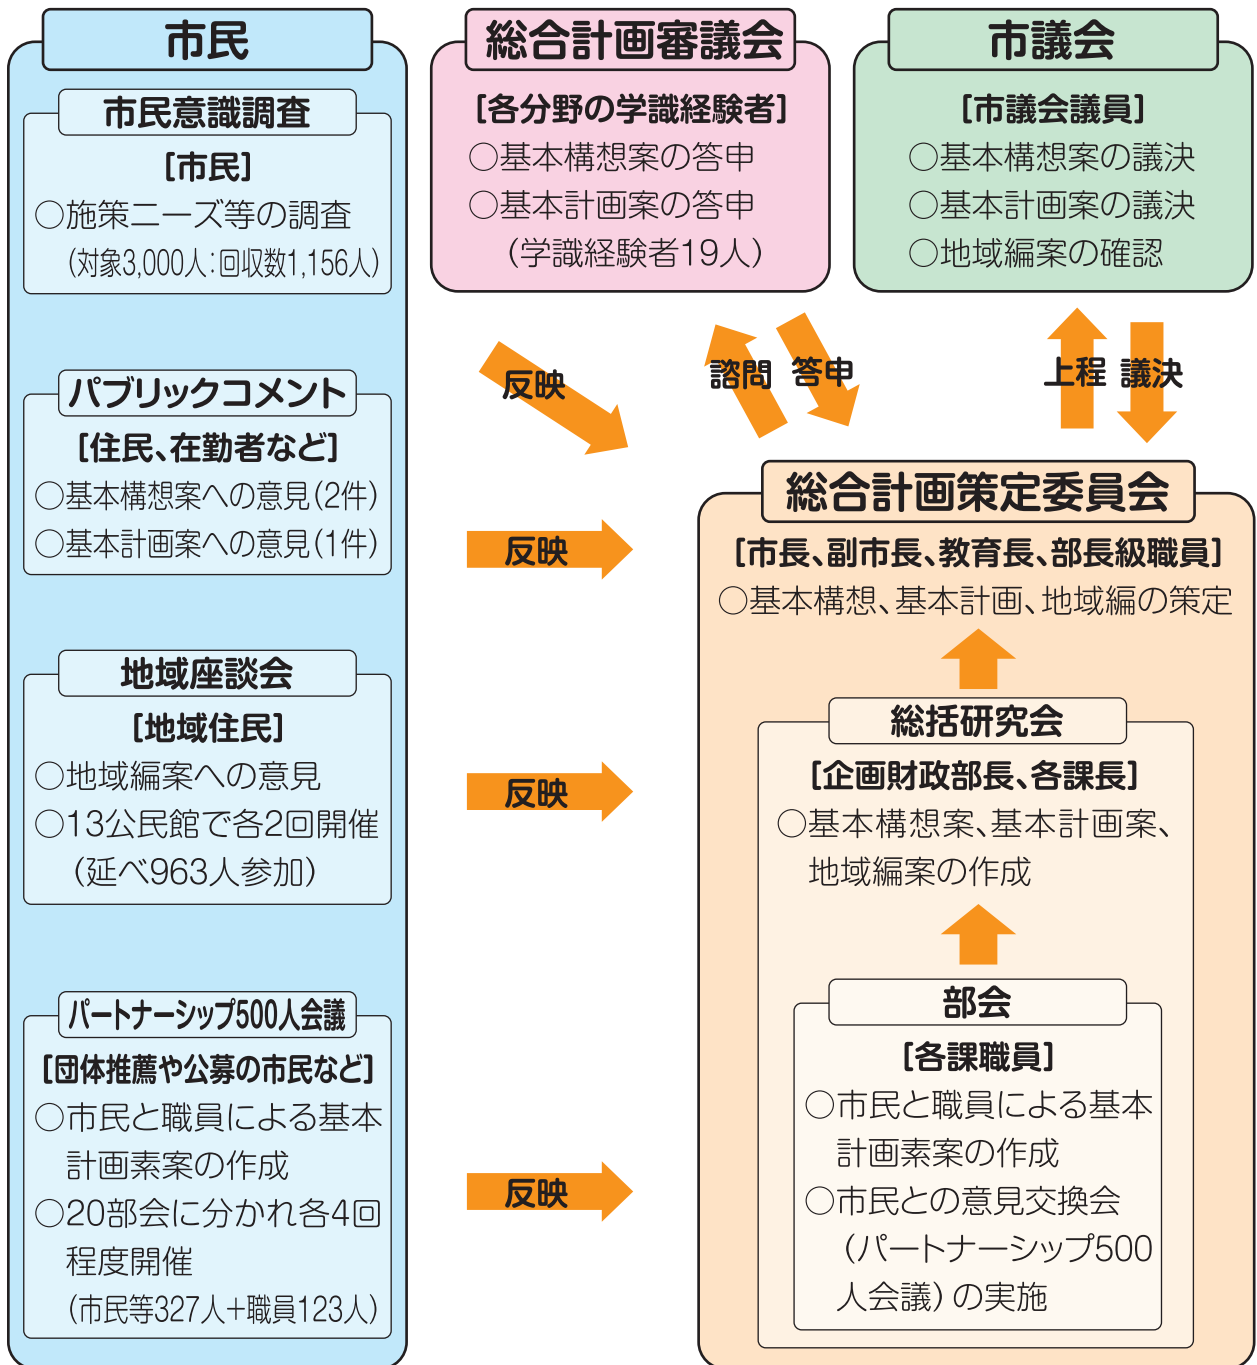 市民
市民意識調査
[市民]
○施策ニーズ等の調査
(対象3,000人:回収数1,156人)
パブリックコメント
[住民、在勤者など]
○基本構想案への意見(2件)
○基本計画案への意見(1件)
地域座談会
[地域住民]
○地域編案への意見
○13公民館で各2回開催
(延べ963人参加)
パートナーシップ500人会議
[団体推薦や公募の市民など]
○市民と職員による基本
計画素案の作成
○20部会に分かれ各4回
程度開催
(市民等327人+職員123人)
総合計画審議会
[各分野の学識経験者]
○基本構想案の答申
○基本計画案の答申
(学識経験者19人)
市議会
[市議会議員]
○基本構想案の議決
○基本計画案の議決
○地域編案の確認
反映
諮問
答申
上程
議決
反映
反映
反映
総合計画策定委員会
[市長、副市長、教育長、部長級職員]
○基本構想、基本計画、地域編の策定
総括研究会
[企画財政部長、各課長]
○基本構想案、基本計画案、
地域編案の作成
部会
[各課職員]
○市民と職員による基本
計画素案の作成
○市民との意見交換会
(パートナーシップ500
人会議)の実施